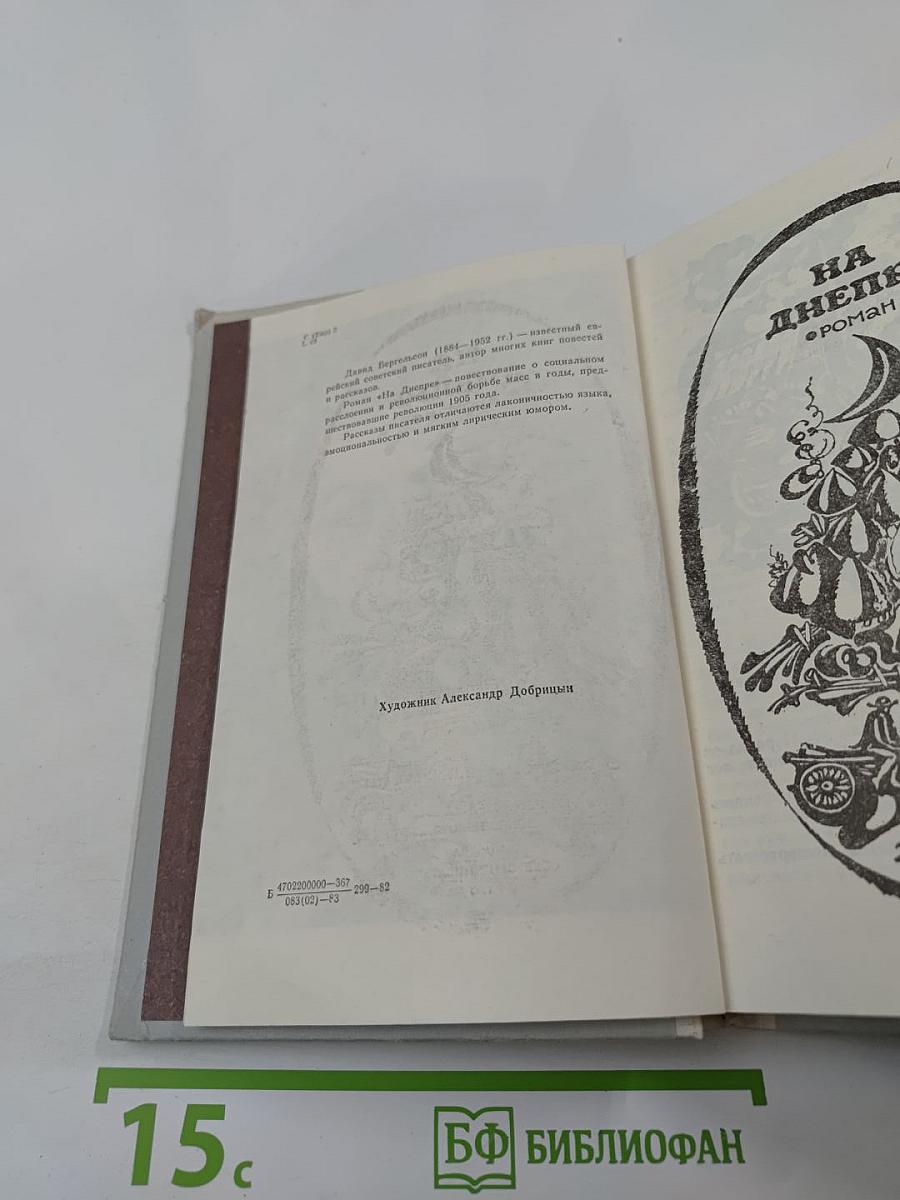 Давид Бергельсон (1884—1952 гг.) — известный ев-
рейский советский писатель, автор многих книг повестей
и рассказов.
Роман «На Днепре» — повествование о социальном
расслоении и революционной борьбе масс в годы, пред-
шествовавшие революции 1905 года.
Рассказы писателя отличаются лаконичностью языка,
эмоциональностью и мягким лирическим юмором.
Художник Александр Добрицын
Б 4702200000—367
083(02)—83 299—82
НА
ДНЕП
РОМАН
15 с
БФ БИБЛИОФАН